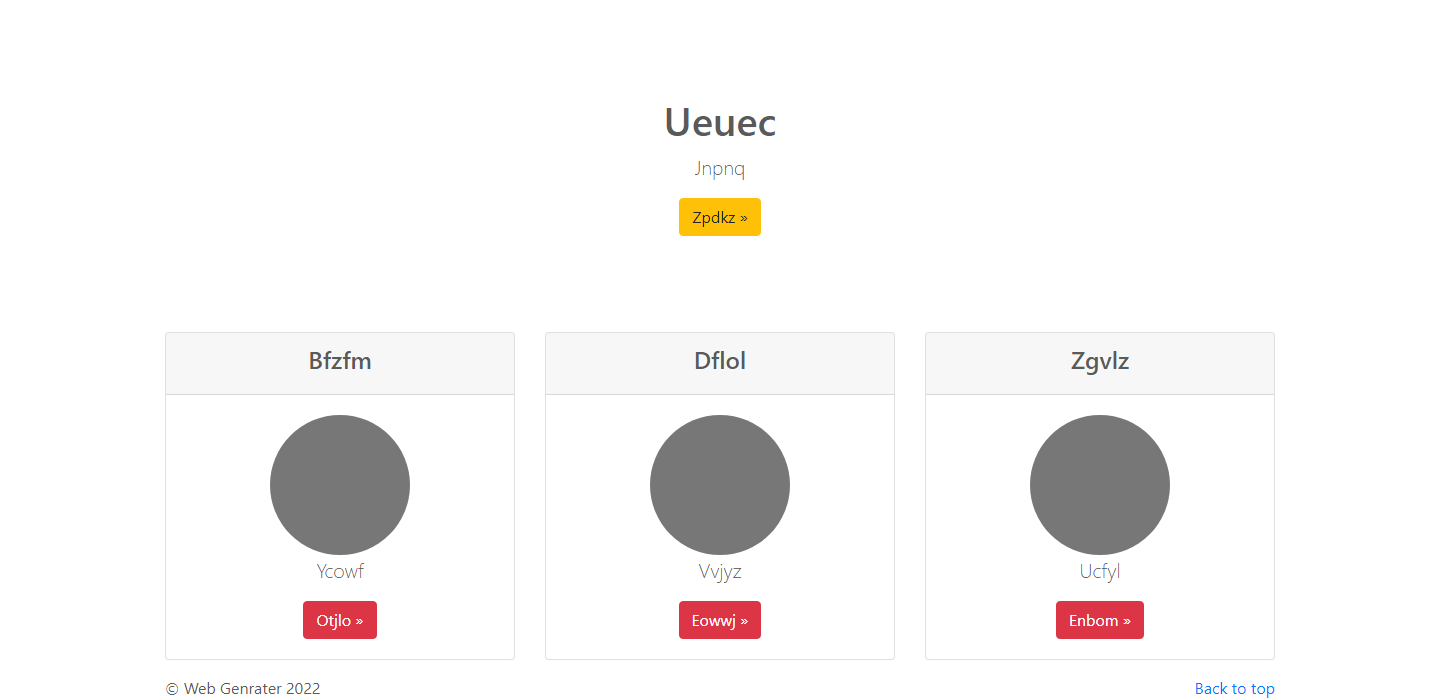 Ueuec
Jnpnq
Zpdkz »
Bfzfm
Dflol
Zgvlz
Ycowf
Vvjyz
Ucfyl
Otjlo »
Eowwj »
Enbom »
© Web Genrater 2022
Back to top